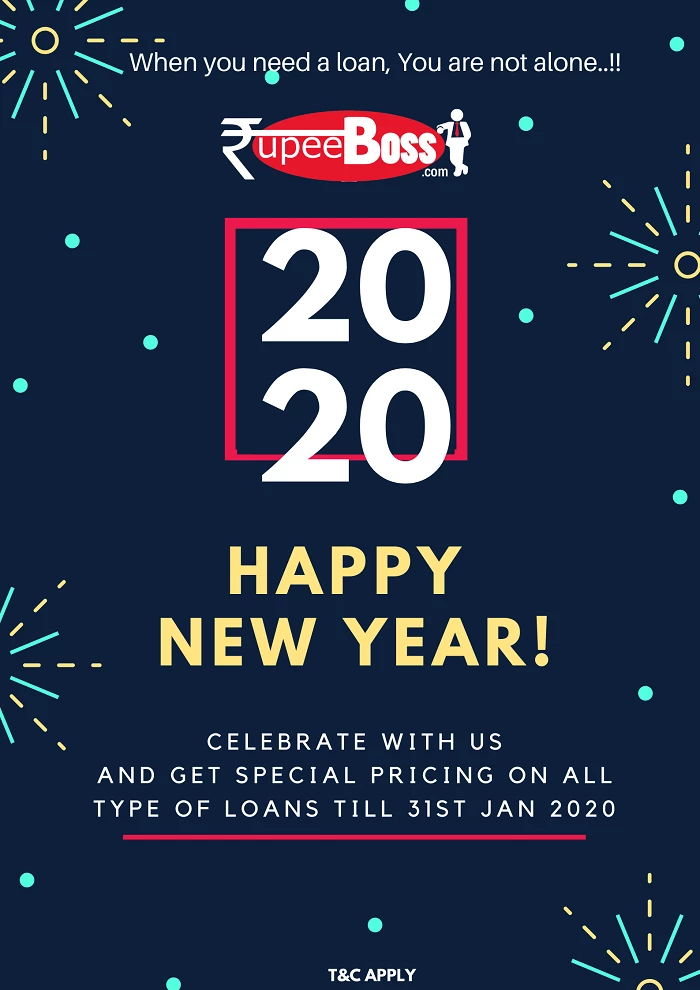 When you need a loan, You are not alone..!!
₹upeeBoss
.com
20
20
HAPPY
NEW YEAR!
CELEBRATE WITH US
AND GET SPECIAL PRICING ON ALL
TYPE OF LOANS TILL 31ST JAN 2020
T&C APPLY